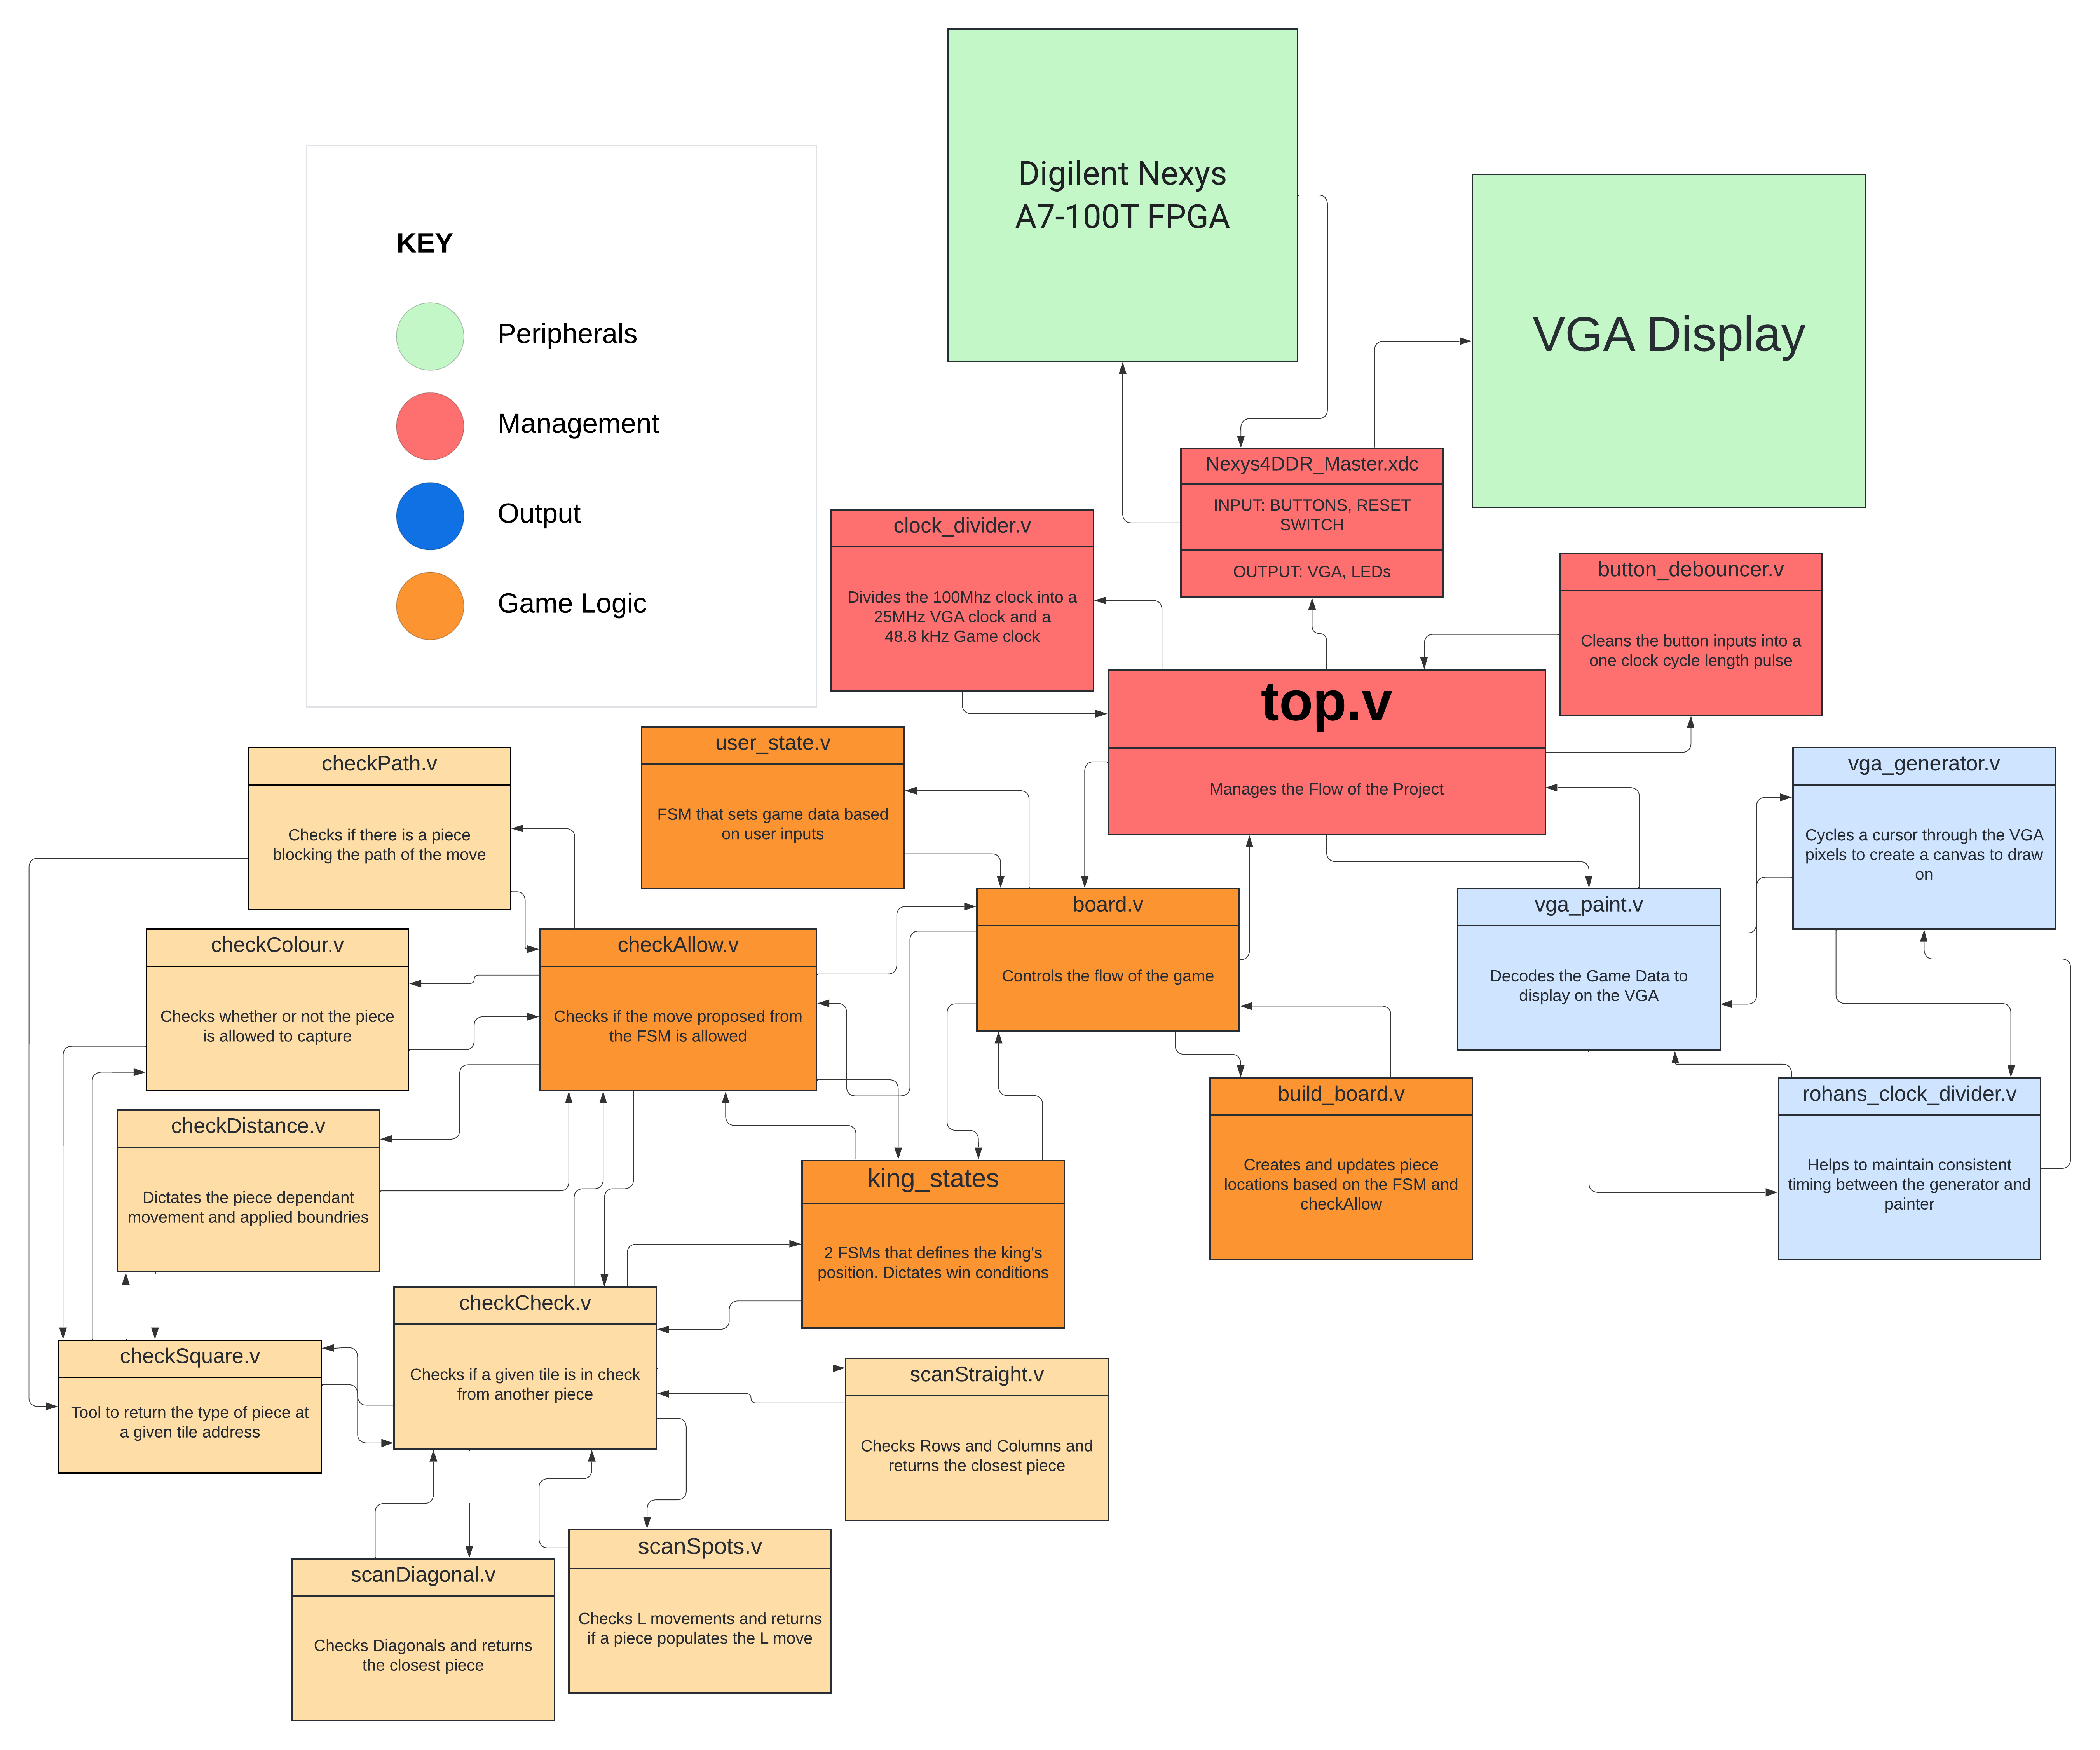 Digilent Nexys
A7-100T FPGA
VGA Display
KEY
Peripherals
Management
Output
Game Logic
Nexys4DDR_Master.xdc
INPUT: BUTTONS, RESET
SWITCH
OUTPUT: VGA, LEDs
clock_divider.v
Divides the 100Mhz clock into a
25MHz VGA clock and a
48.8 kHz Game clock
button_debouncer.v
Cleans the button inputs into a
one clock cycle length pulse
top.v
Manages the Flow of the Project
user_state.v
FSM that sets game data based
on user inputs
checkPath.v
Checks if there is a piece
blocking the path of the move
vga_generator.v
Cycles a cursor through the VGA
pixels to create a canvas to draw
on
board.v
Controls the flow of the game
vga_paint.v
Decodes the Game Data to
display on the VGA
checkColour.v
Checks whether or not the piece
is allowed to capture
checkAllow.v
Checks if the move proposed from
the FSM is allowed
build_board.v
Creates and updates piece
locations based on the FSM and
checkAllow
rohans_clock_divider.v
Helps to maintain consistent
timing between the generator and
painter
checkDistance.v
Dictates the piece dependant
movement and applied boundries
king_states
2 FSMs that defines the king's
position. Dictates win conditions
checkCheck.v
Checks if a given tile is in check
from another piece
checkSquare.v
Tool to return the type of piece at
a given tile address
scanStraight.v
Checks Rows and Columns and
returns the closest piece
scanSpots.v
Checks L movements and returns
if a piece populates the L move
scanDiagonal.v
Checks Diagonals and returns
the closest piece